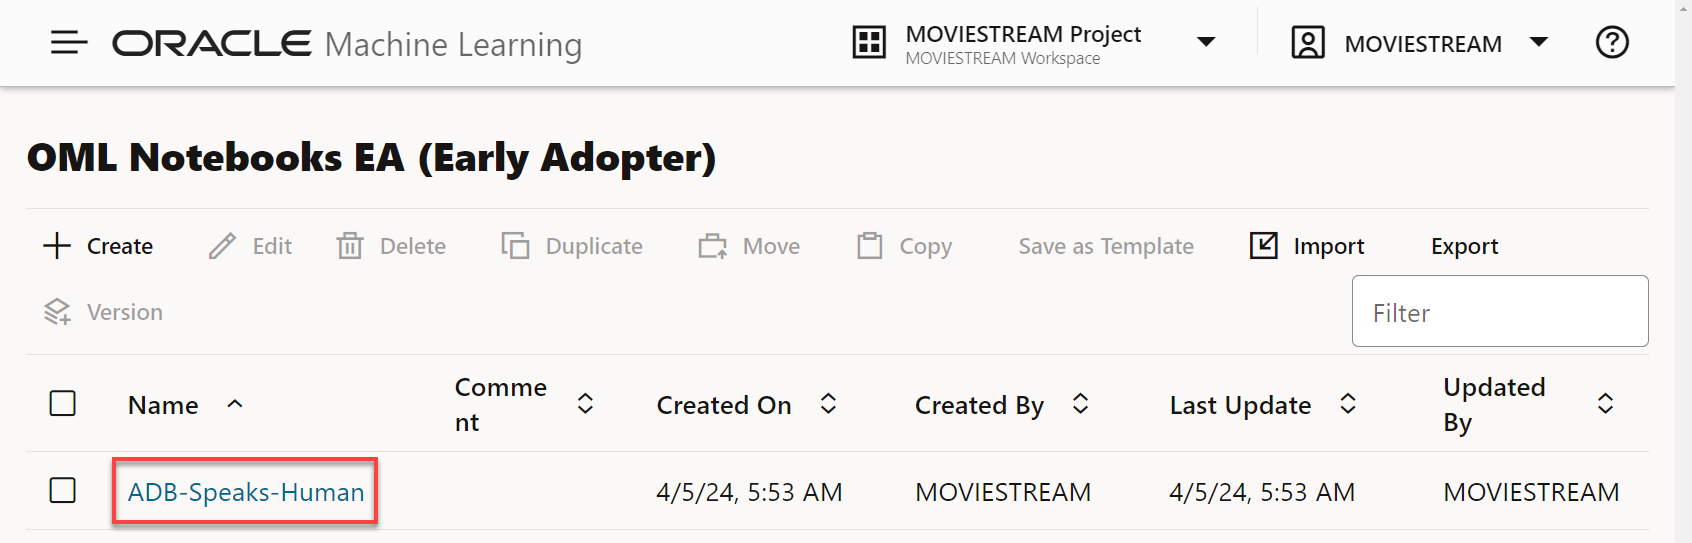 ORACLE Machine Learning
MOVIESTREAM Project
MOVIESTREAM Workspace
MOVIESTREAM
OML Notebooks EA (Early Adopter)
Create Edit Delete Duplicate Move Copy Save as Template Import Export
Version
Filter
Name
Comme
nt
Created On
Created By
Last Update
Updated
By
ADB-Speaks-Human 4/5/24, 5:53 AM MOVIESTREAM 4/5/24, 5:53 AM MOVIESTREAM